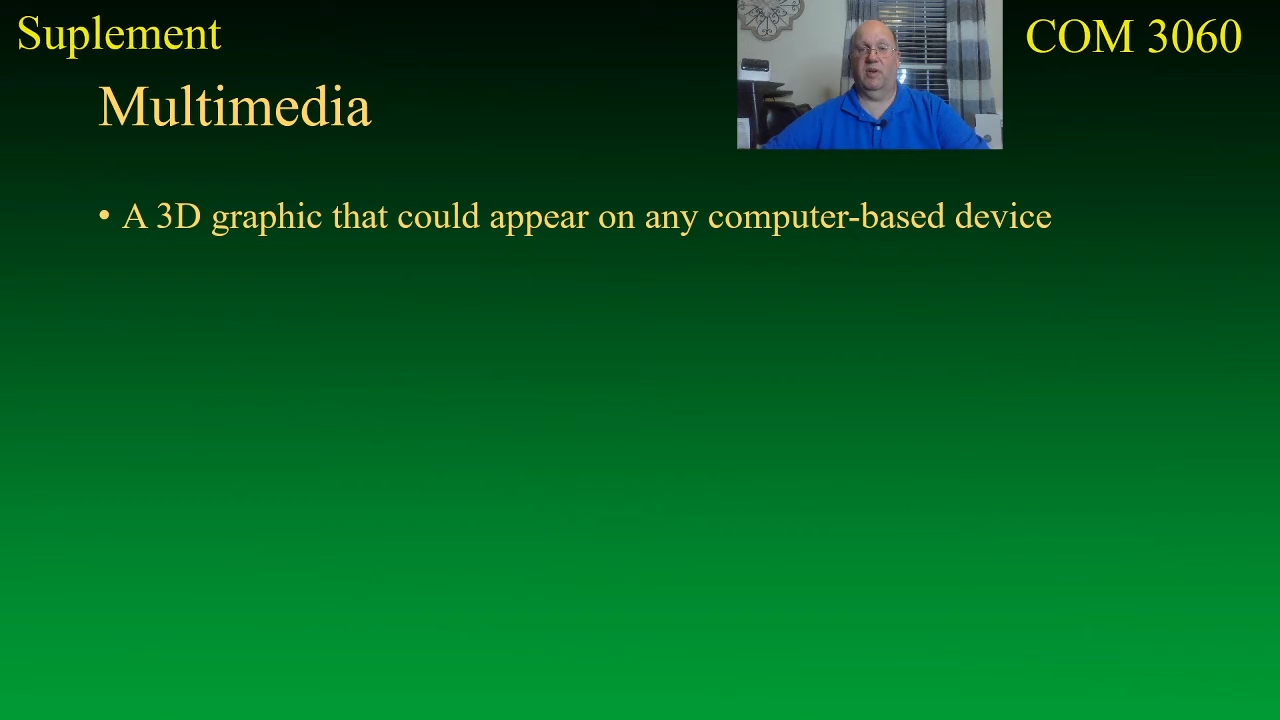 Suplement
COM 3060
Multimedia
• A 3D graphic that could appear on any computer-based device